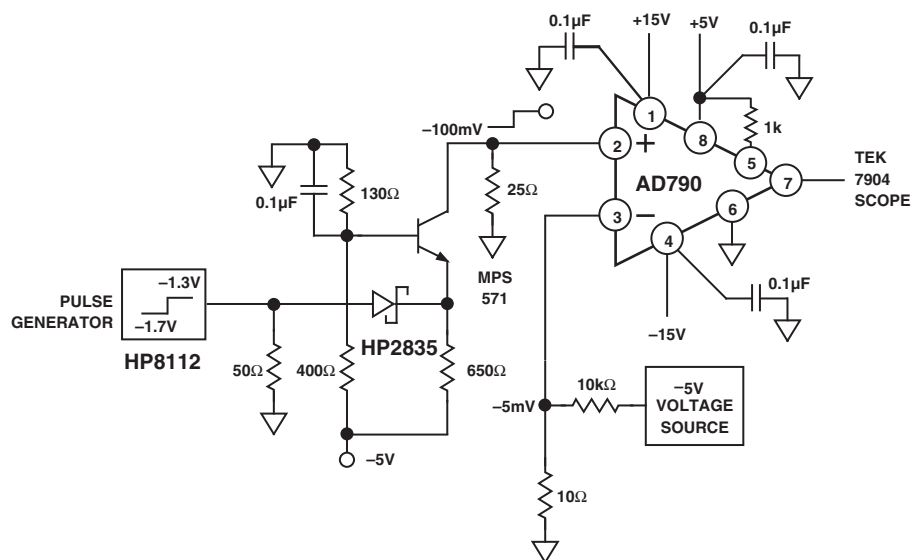 0.1µF
+15V
+5V
0.1µF
–100mV
1
8
1k
5
2
+
AD790
7
TEK
7904
SCOPE
0.1µF
130Ω
25Ω
3
–
6
4
MPS
571
0.1µF
PULSE
GENERATOR
–1.3V
–1.7V
HP8112
HP2835
–15V
50Ω
400Ω
650Ω
–5mV
10kΩ
–5V
VOLTAGE
SOURCE
–5V
10Ω